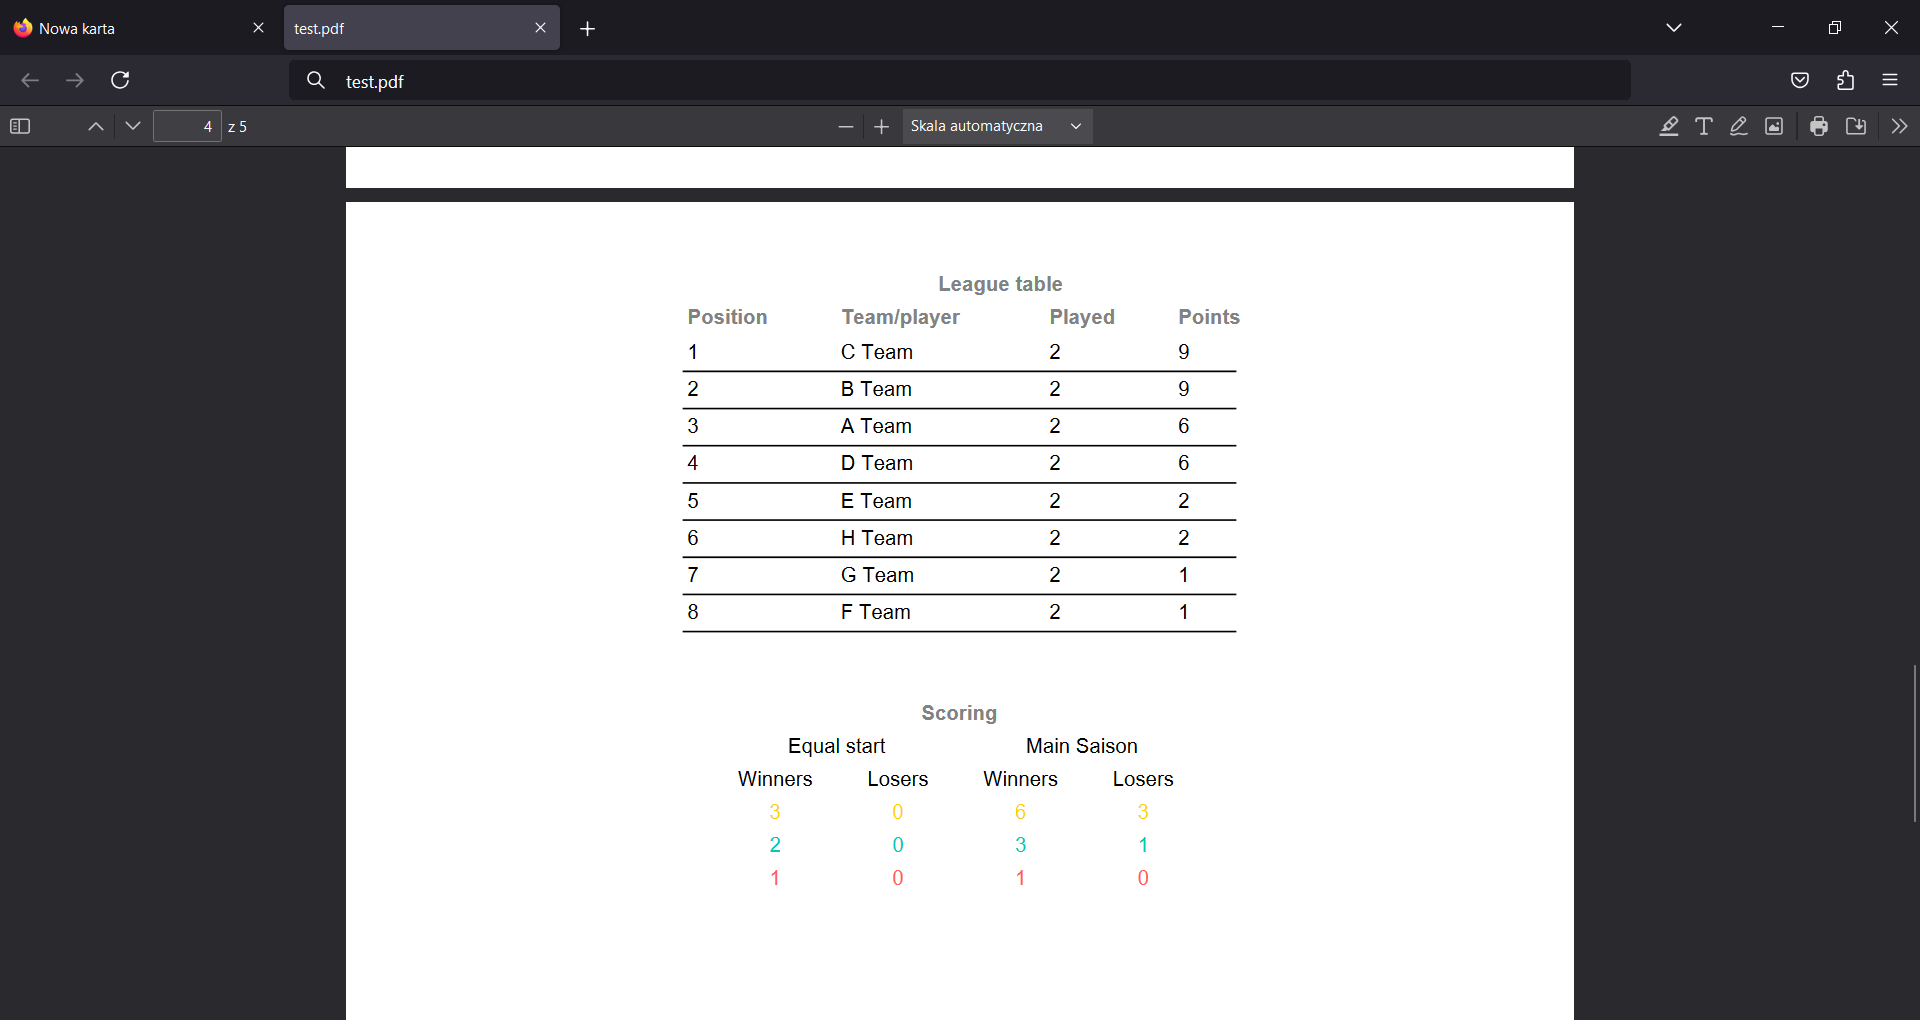 Nowa karta
test.pdf
test.pdf
4 z 5
Skala automatyczna
League table
Position Team/player Played Points
1 C Team 2 9
2 B Team 2 9
3 A Team 2 6
4 D Team 2 6
5 E Team 2 2
6 H Team 2 2
7 G Team 2 1
8 F Team 2 1
Scoring
Equal start Main Saison
Winners Losers Winners Losers
3 0 6 3
2 0 3 1
1 0 1 0